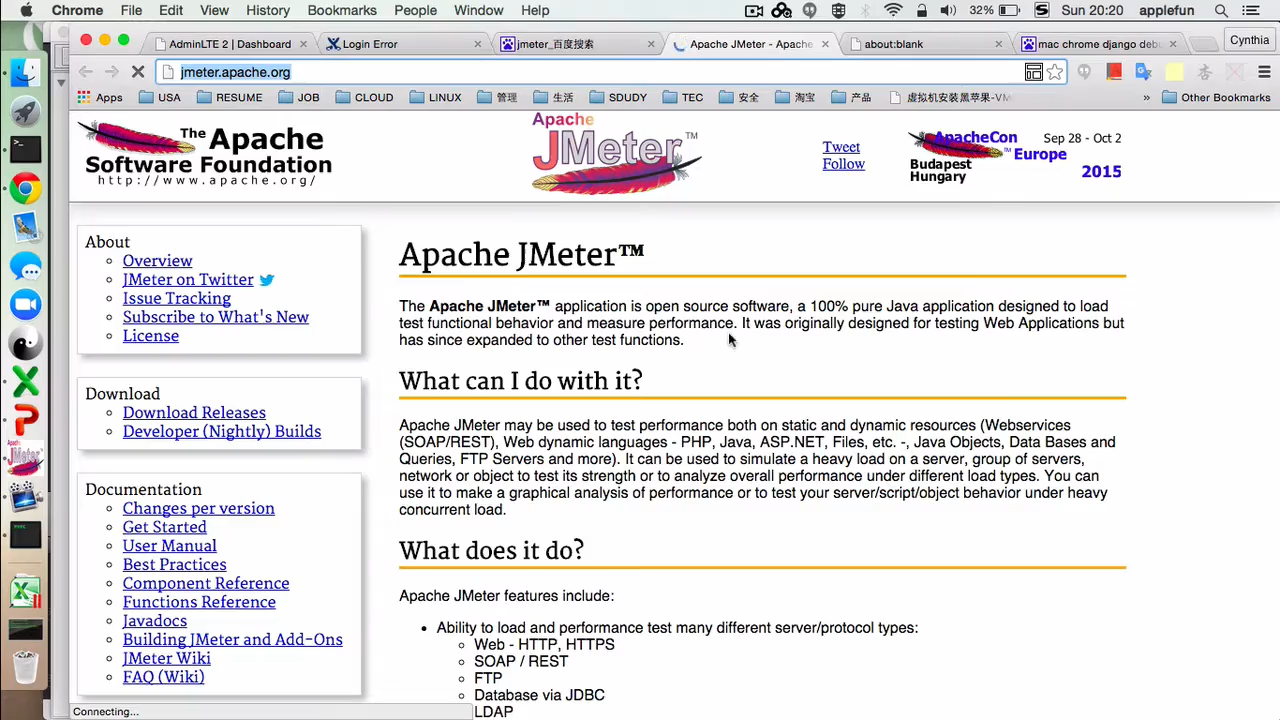 Chrome File Edit View History Bookmarks People Window Help 32% S Sun 20:20 applefun
AdminLTE 2 | Dashboard Login Error jmeter_百度搜索 Apache JMeter - Apache about:blank mac chrome django deb Cynthia
jmeter.apache.org
Apps USA RESUME JOB CLOUD LINUX 管理 生活 SDUDY TEC 安全 淘宝 产品 虚拟机安装黑苹果-VM » Other Bookmarks
The Apache
Software Foundation
http://www.apache.org/
Apache
JMeter™
Tweet
Follow
ApacheCon
™ Europe
Budapest
Hungary
Sep 28 - Oct 2
2015
About
Overview
JMeter on Twitter
Issue Tracking
Subscribe to What's New
License
Download
Download Releases
Developer (Nightly) Builds
Documentation
Changes per version
Get Started
User Manual
Best Practices
Component Reference
Functions Reference
Javadocs
Building JMeter and Add-Ons
JMeter Wiki
FAQ (Wiki)
Apache JMeter™
The Apache JMeter™ application is open source software, a 100% pure Java application designed to load
test functional behavior and measure performance. It was originally designed for testing Web Applications but
has since expanded to other test functions.
What can I do with it?
Apache JMeter may be used to test performance both on static and dynamic resources (Webservices
(SOAP/REST), Web dynamic languages - PHP, Java, ASP.NET, Files, etc. -, Java Objects, Data Bases and
Queries, FTP Servers and more). It can be used to simulate a heavy load on a server, group of servers,
network or object to test its strength or to analyze overall performance under different load types. You can
use it to make a graphical analysis of performance or to test your server/script/object behavior under heavy
concurrent load.
What does it do?
Apache JMeter features include:
Ability to load and performance test many different server/protocol types:
Web - HTTP, HTTPS
SOAP / REST
FTP
Database via JDBC
LDAP
Connecting...